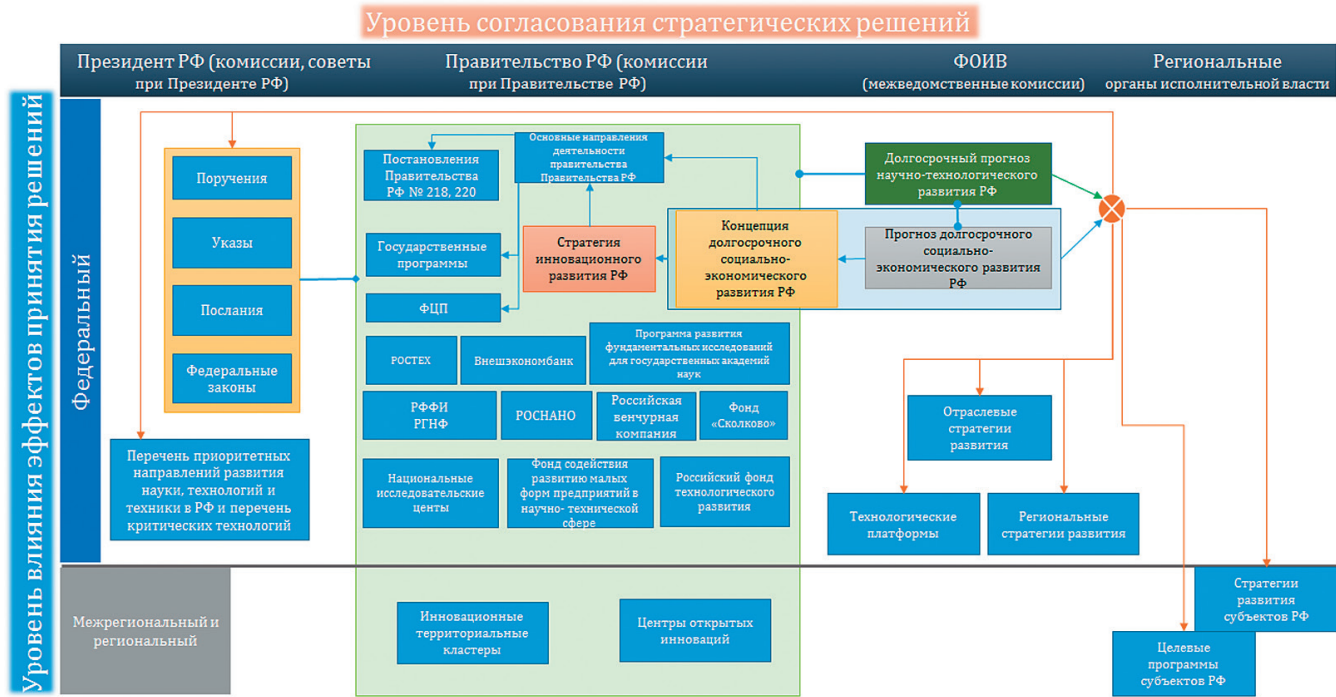 Уровень согласования стратегических решений
Президент РФ (комиссии, советы
при Президенте РФ)
Правительство РФ (комиссии
при Правительстве РФ)
ФОИВ
(межведомственные комиссии)
Региональные
органы исполнительной власти
Уровень влияния эффектов принятия решений
Федеральный
Поручения
Указы
Послания
Федеральные
законы
Перечень приоритетных
направлений развития
науки, технологий и
техники в РФ и перечень
критических технологий
Постановления
Правительства
РФ № 218, 220
Основные направления
деятельности
правительства
Правительства РФ
Государственные
программы
Стратегия
инновационного
развития РФ
ФЦП
Концепция
долгосрочного
социально-
экономического
развития РФ
Долгосрочный прогноз
научно-технологического
развития РФ
Прогноз долгосрочного
социально-
экономического развития
РФ
РОСТЕХ
Внешэкономбанк
Программа развития
фундаментальных исследований
для государственных академий
наук
РФФИ
РГНФ
РОСНАНО
Российская
венчурная
компания
Фонд
«Сколково»
Национальные
исследовательские
центы
Фонд содействия
развитию малых
форм предприятий в
научно- технической
сфере
Российский фонд
технологического
развития
Отраслевые
стратегии
развития
Технологические
платформы
Региональные
стратегии развития
Межрегиональный и
региональный
Инновационные
территориальные
кластеры
Центры открытых
инноваций
Стратегии
развития
субъектов РФ
Целевые
программы
субъектов РФ